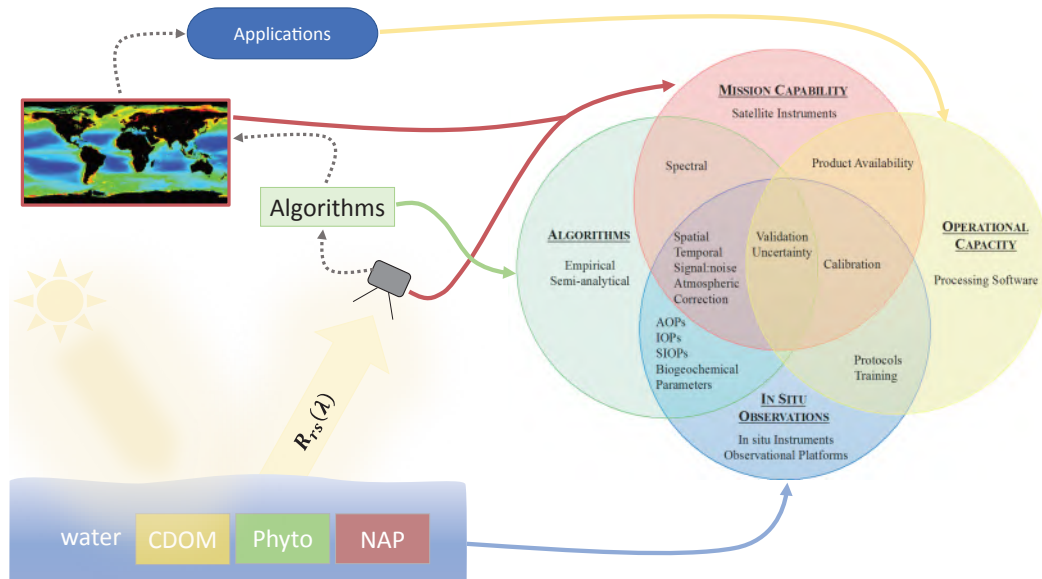 Applications
Algorithms
R_rs(λ)
water
CDOM
Phyto
NAP
MISSION CAPABILITY
Satellite Instruments
Spectral
Product Availability
ALGORITHMS
Empirical
Semi-analytical
Spatial
Temporal
Signal:noise
Atmospheric
Correction
Validation
Uncertainty
Calibration
OPERATIONAL
CAPACITY
Processing Software
AOPs
IOPs
SIOPs
Biogeochemical
Parameters
Protocols
Training
IN SITU
OBSERVATIONS
In situ Instruments
Observational Platforms